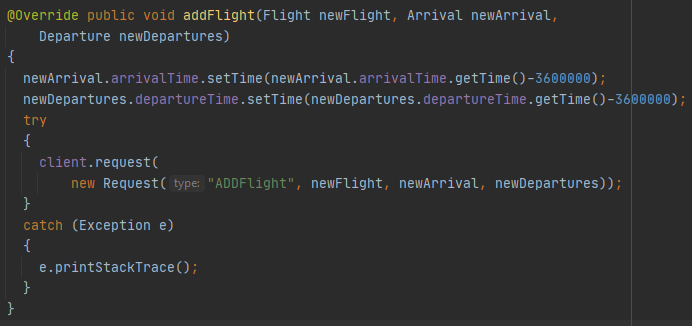 @Override public void addFlight(Flight newFlight, Arrival newArrival,
    Departure newDepartures)
{
  newArrival.arrivalTime.setTime(newArrival.arrivalTime.getTime()-3600000);
  newDepartures.departureTime.setTime(newDepartures.departureTime.getTime()-3600000);
  try
  {
    client.request(
        new Request( type: "ADDFlight", newFlight, newArrival, newDepartures));
  }
  catch (Exception e)
  {
    e.printStackTrace();
  }
}